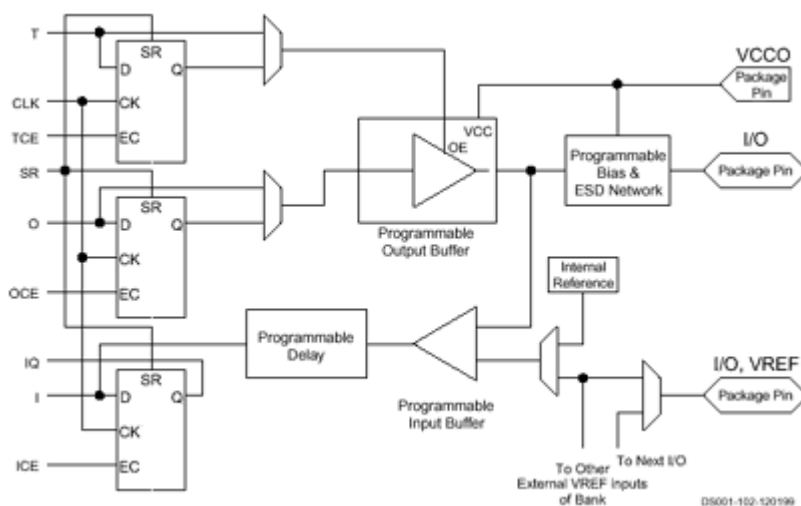 T
SR
D
Q
CLK
CK
TCE
EC
SR
SR
O
D
Q
CK
OCE
EC
IQ
SR
I
D
Q
CK
ICE
EC
VCC
OE
Programmable
Output Buffer
VCCO
Package
Pin
I/O
Package Pin
Programmable
Bias &
ESD Network
Internal
Reference
Programmable
Delay
Programmable
Input Buffer
I/O, VREF
Package Pin
To Next I/O
To Other
External VREF inputs
of Bank
DS001-102-120199